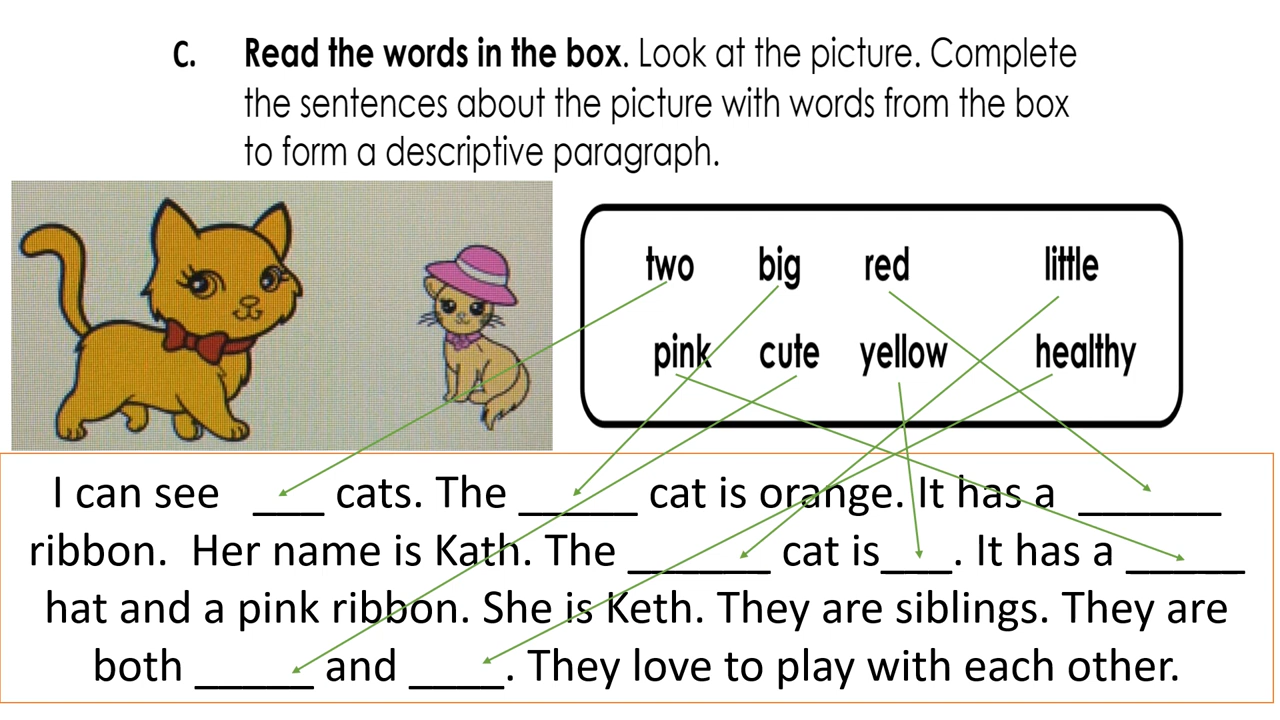 C. Read the words in the box. Look at the picture. Complete
the sentences about the picture with words from the box
to form a descriptive paragraph.
two big red little
pink cute yellow healthy
I can see ___ cats. The _____ cat is orange. It has a ______
ribbon. Her name is Kath. The ______ cat is___. It has a _____
hat and a pink ribbon. She is Keth. They are siblings. They are
both _____ and ____. They love to play with each other.